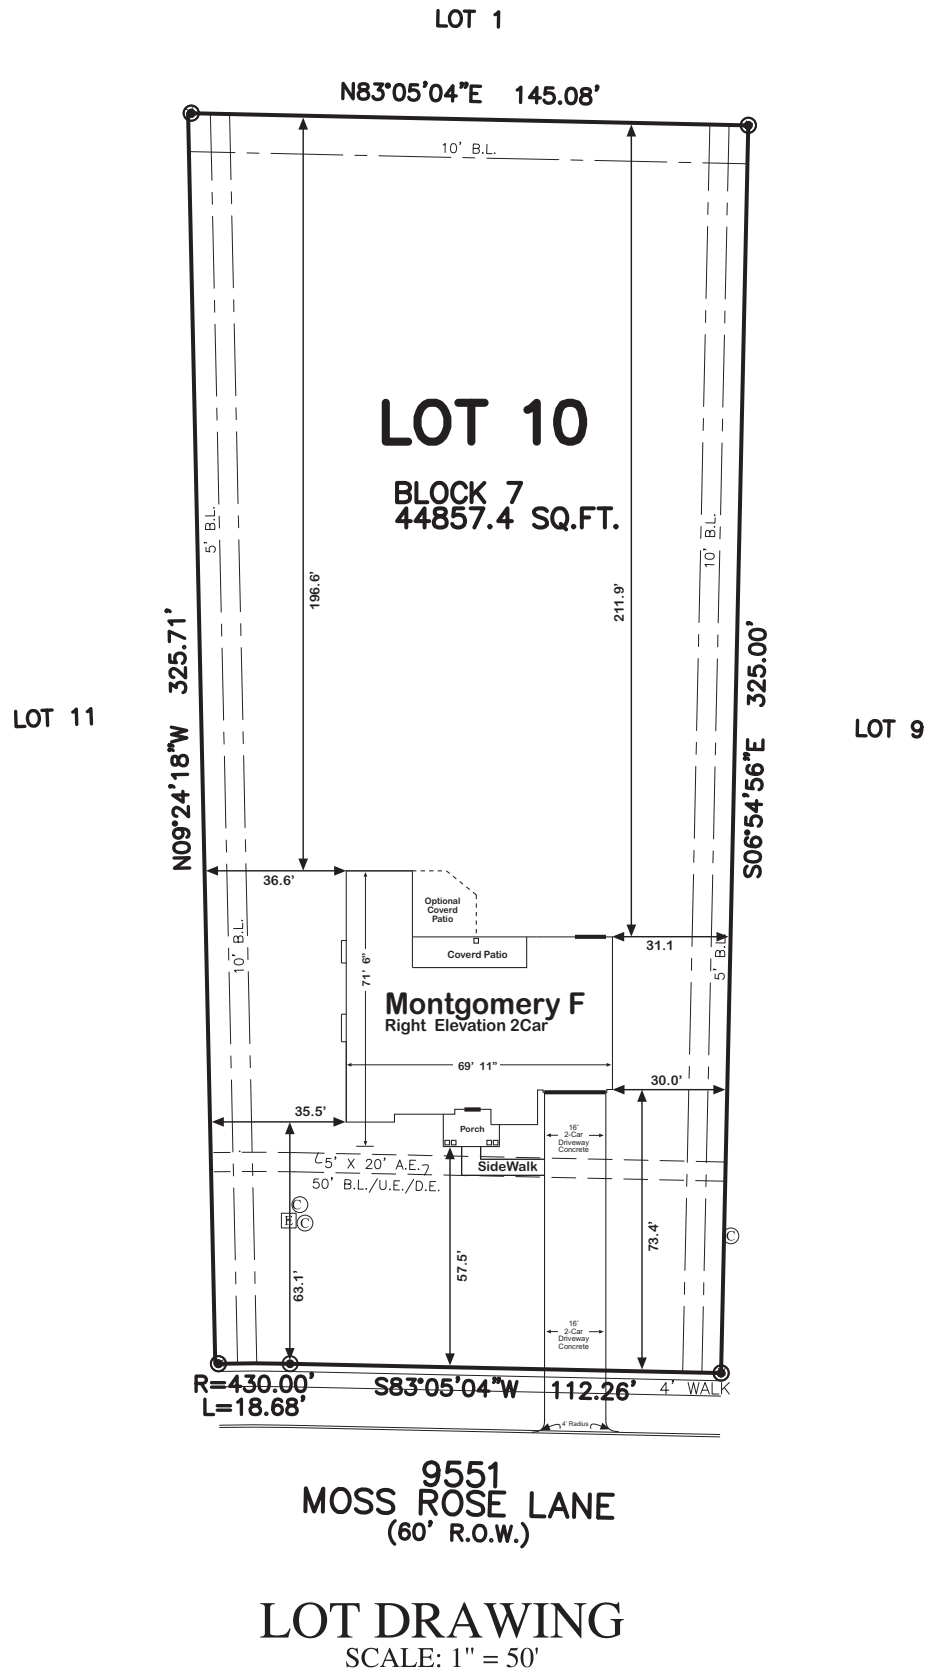 LOT 1
N83°05'04"E 145.08'
10' B.L.
LOT 10
BLOCK 7
44857.4 SQ.FT.
5' B.L.
10' B.L.
196.6'
211.9'
N09°24'18"W 325.71'
S06°54'56"E 325.00'
LOT 11
LOT 9
36.6'
Optional
Coverd
Patio
31.1
Coverd Patio
10' B.L.
71' 6"
5' B.L.
Montgomery F
Right Elevation 2Car
69' 11"
30.0'
35.5'
Porch
16'
2-Car
Driveway
Concrete
5' X 20' A.E.
SideWalk
50' B.L./U.E./D.E.
C
E C
C
63.1'
57.5'
73.4'
16'
2-Car
Driveway
Concrete
R=430.00'
L=18.68'
S83°05'04"W 112.26'
4' WALK
4' Radius
9551
MOSS ROSE LANE
(60' R.O.W.)
LOT DRAWING
SCALE: 1" = 50'